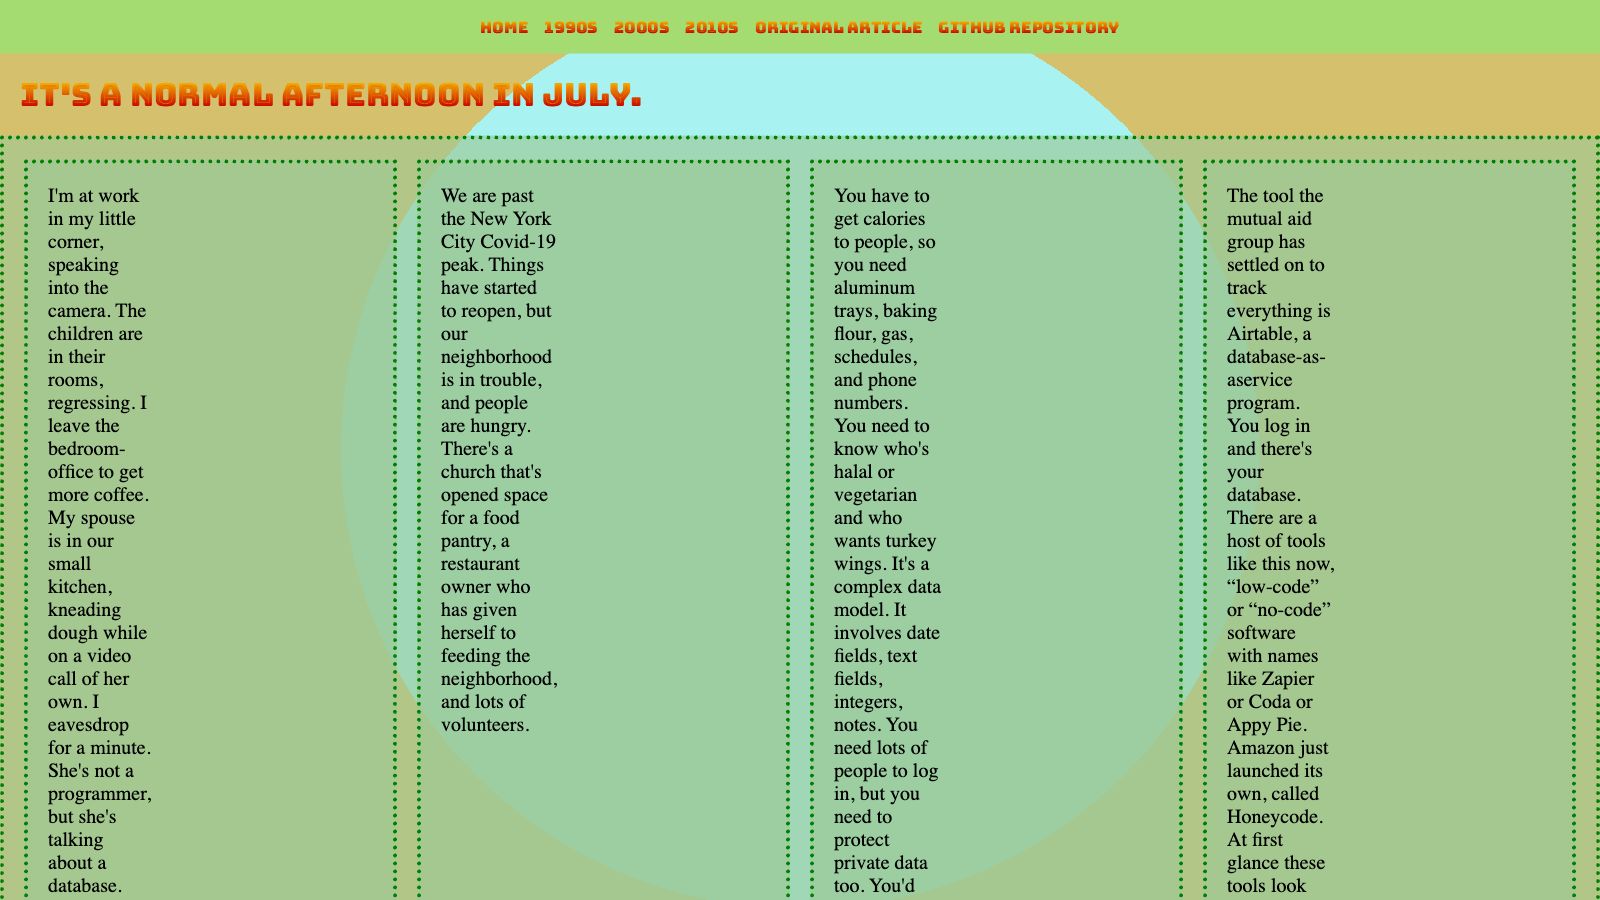 HOME 1990S 2000S 2010S ORIGINAL ARTICLE GITHUB REPOSITORY
IT'S A NORMAL AFTERNOON IN JULY.
I'm at work
in my little
corner,
speaking
into the
camera. The
children are
in their
rooms,
regressing. I
leave the
bedroom-
office to get
more coffee.
My spouse
is in our
small
kitchen,
kneading
dough while
on a video
call of her
own. I
eavesdrop
for a minute.
She's not a
programmer,
but she's
talking
about a
database.
We are past
the New York
City Covid-19
peak. Things
have started
to reopen, but
our
neighborhood
is in trouble,
and people
are hungry.
There's a
church that's
opened space
for a food
pantry, a
restaurant
owner who
has given
herself to
feeding the
neighborhood,
and lots of
volunteers.
You have to
get calories
to people, so
you need
aluminum
trays, baking
flour, gas,
schedules,
and phone
numbers.
You need to
know who's
halal or
vegetarian
and who
wants turkey
wings. It's a
complex data
model. It
involves date
fields, text
fields,
integers,
notes. You
need lots of
people to log
in, but you
need to
protect
private data
too. You'd
The tool the
mutual aid
group has
settled on to
track
everything is
Airtable, a
database-as-
aservice
program.
You log in
and there's
your
database.
There are a
host of tools
like this now,
“low-code”
or “no-code”
software
with names
like Zapier
or Coda or
Appy Pie.
Amazon just
launched its
own, called
Honeycode.
At first
glance these
tools look